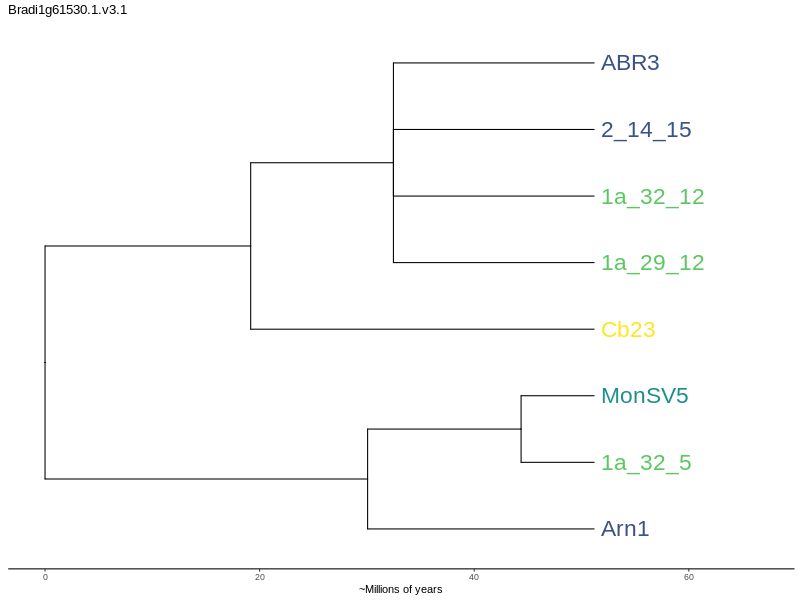 Bradi1g61530.1.v3.1
ABR3
2_14_15
1a_32_12
1a_29_12
Cb23
MonSV5
1a_32_5
Arn1
0 20 40 60
~Millions of years